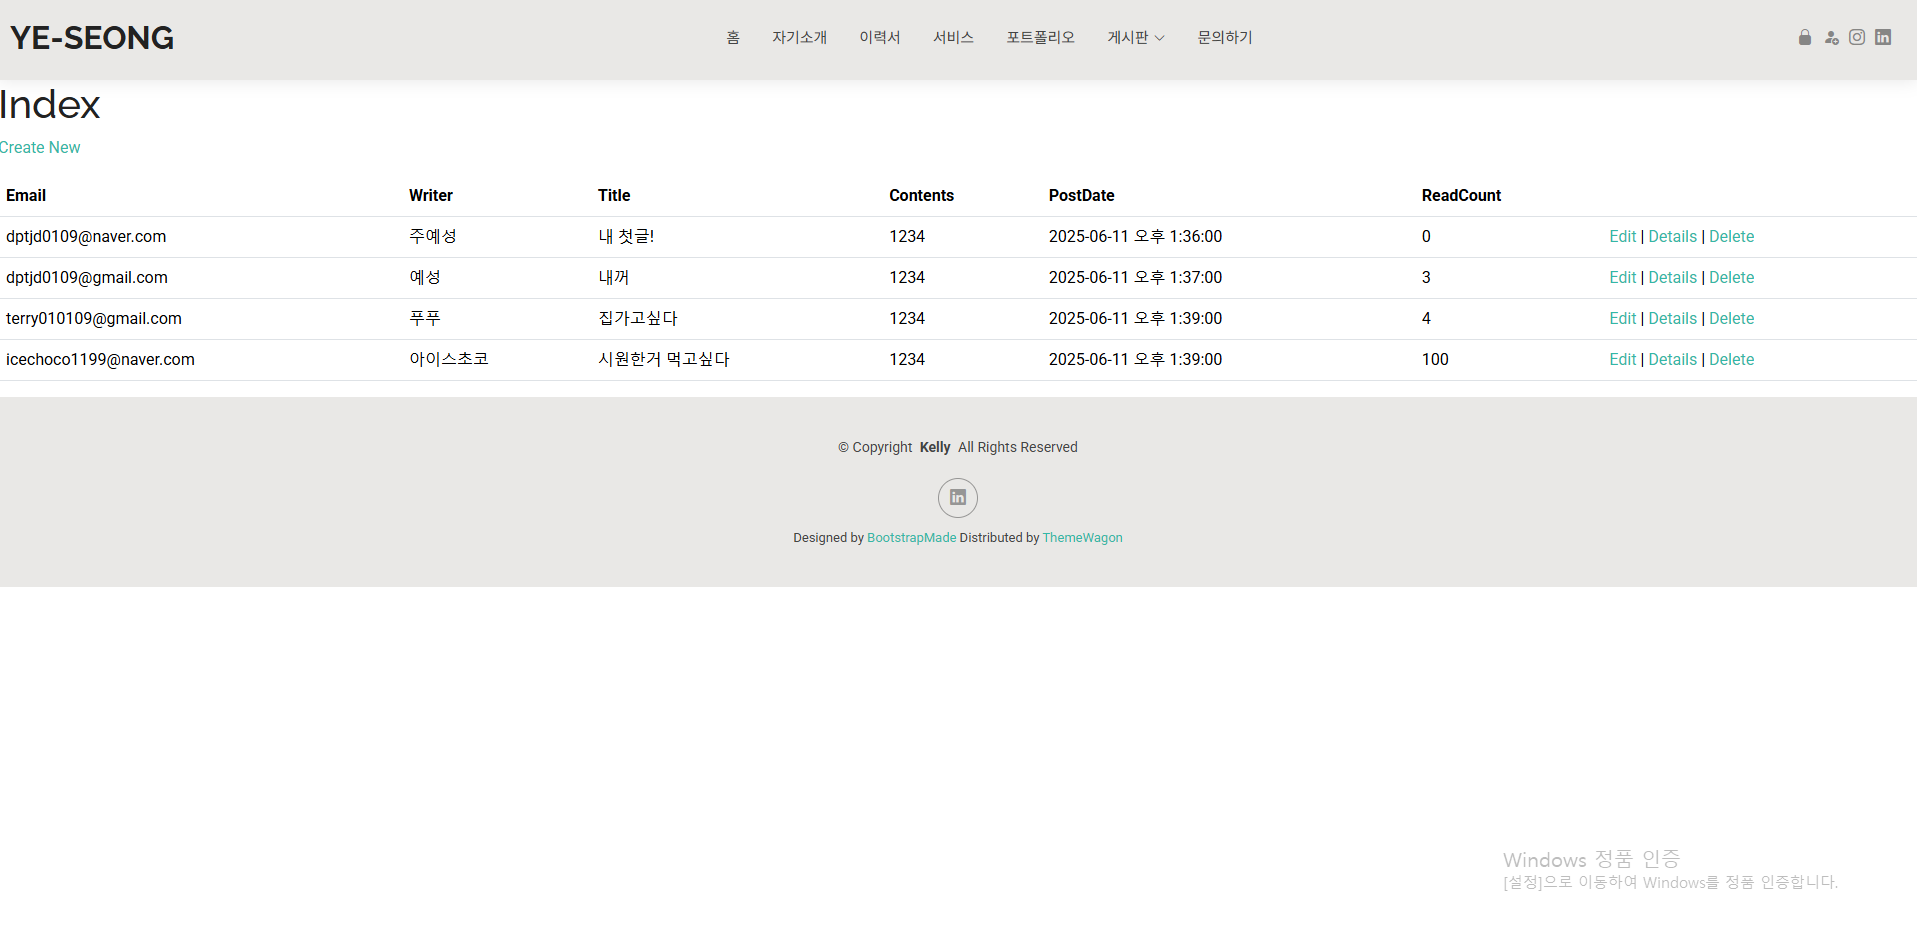 YE-SEONG 홈 자기소개 이력서 서비스 포트폴리오 게시판 문의하기
Index
Create New
Email Writer Title Contents PostDate ReadCount
dptjd0109@naver.com 주예성 내 첫글! 1234 2025-06-11 오후 1:36:00 0 Edit | Details | Delete
dptjd0109@gmail.com 예성 내꺼 1234 2025-06-11 오후 1:37:00 3 Edit | Details | Delete
terry010109@gmail.com 푸푸 집가고싶다 1234 2025-06-11 오후 1:39:00 4 Edit | Details | Delete
icechoco1199@naver.com 아이스초코 시원한거 먹고싶다 1234 2025-06-11 오후 1:39:00 100 Edit | Details | Delete
© Copyright Kelly All Rights Reserved
in
Designed by BootstrapMade Distributed by ThemeWagon
Windows 정품 인증
[설정]으로 이동하여 Windows를 정품 인증합니다.